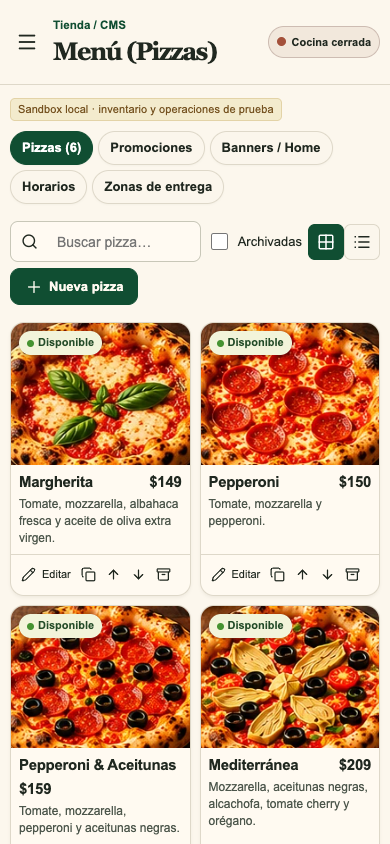 Tienda / CMS
Menú (Pizzas)
Cocina cerrada
Sandbox local · inventario y operaciones de prueba
Pizzas (6)
Promociones
Banners / Home
Horarios
Zonas de entrega
Buscar pizza…
Archivadas
Nueva pizza
Disponible
Margherita $149
Tomate, mozzarella, albahaca
fresca y aceite de oliva extra
virgen.
Editar
Disponible
Pepperoni $150
Tomate, mozzarella y
pepperoni.
Editar
Disponible
Pepperoni & Aceitunas
$159
Tomate, mozzarella,
pepperoni y aceitunas negras.
Disponible
Mediterránea $209
Mozzarella, aceitunas negras,
alcachofa, tomate cherry y
orégano.